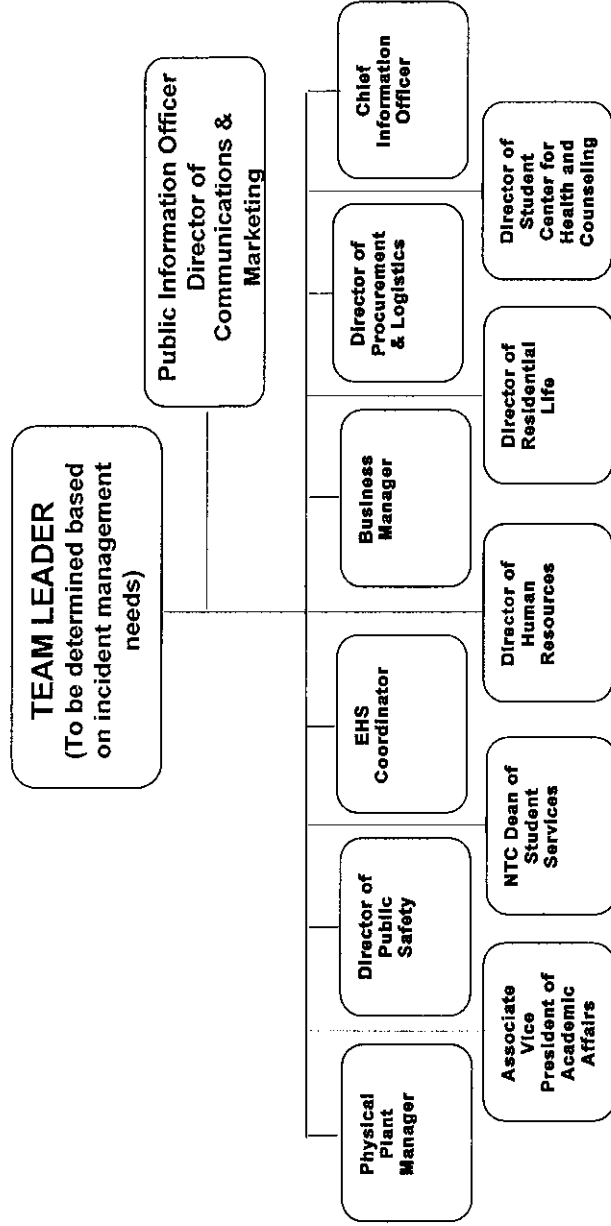 TEAM LEADER
(To be determined based
on incident management
needs)
Public Information Officer
Director of
Communications &
Marketing
Physical
Plant
Manager
Director of
Public
Safety
EHS
Coordinator
Business
Manager
Director of
Procurement
& Logistics
Chief
Information
Officer
Associate
Vice
President of
Academic
Affairs
NTC Dean of
Student
Services
Director of
Human
Resources
Director of
Residential
Life
Director of
Student
Center for
Health and
Counseling